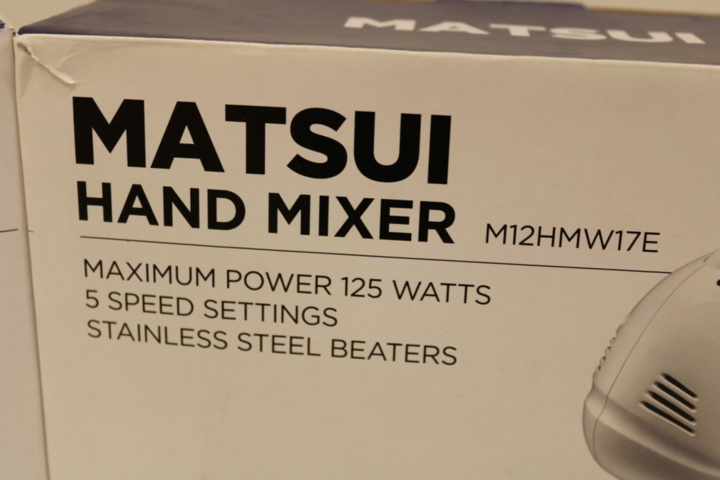 MATSUI
MATSUI
HAND MIXER M12HMW17E
MAXIMUM POWER 125 WATTS
5 SPEED SETTINGS
STAINLESS STEEL BEATERS